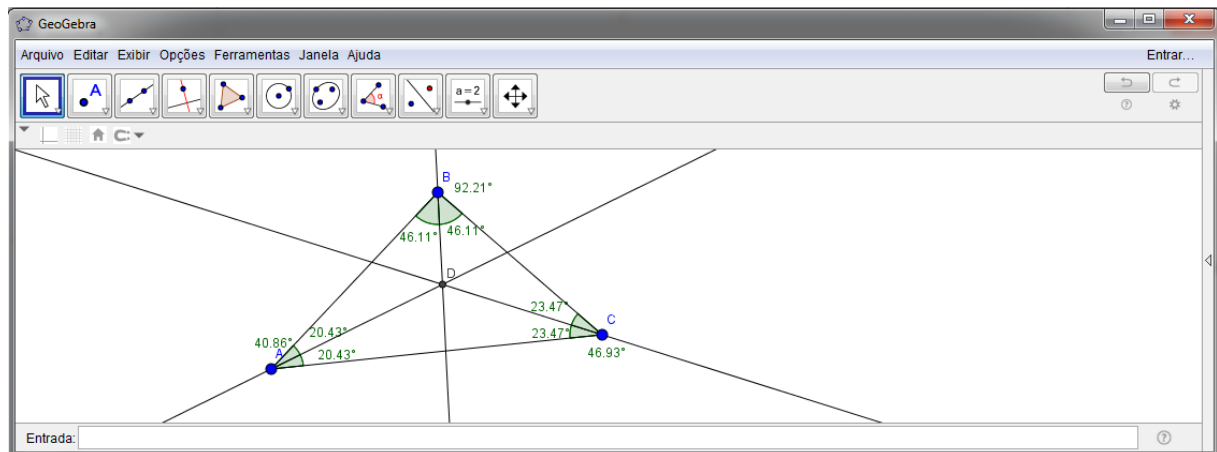 GeoGebra
Arquivo Editar Exibir Opções Ferramentas Janela Ajuda
Entrar...
A
a = 2
B
92.21°
46.11° 46.11°
D
23.47°
C
20.43°
23.47°
40.86°
A
20.43°
46.93°
Entrada: